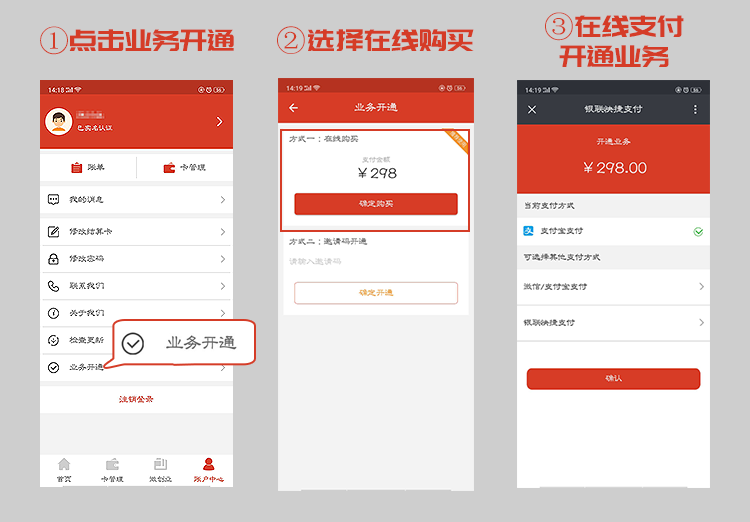 ①点击业务开通
14:18
56
已实名认证
账单
卡管理
我的消息
修改结算卡
修改密码
联系我们
关于我们
检查更新
业务开通
业务开通
注销登录
首页
卡管理
微创业
账户中心
②选择在线购买
14:19
56
业务开通
方式一：在线购买
支付金额
￥298
确定购买
方式二：邀请码开通
请输入邀请码
确定开通
③在线支付
开通业务
14:19
56
银联快捷支付
开通业务
￥298.00
当前支付方式
支 支付宝支付
可选择其他支付方式
微信/支付宝支付
银联快捷支付
确认